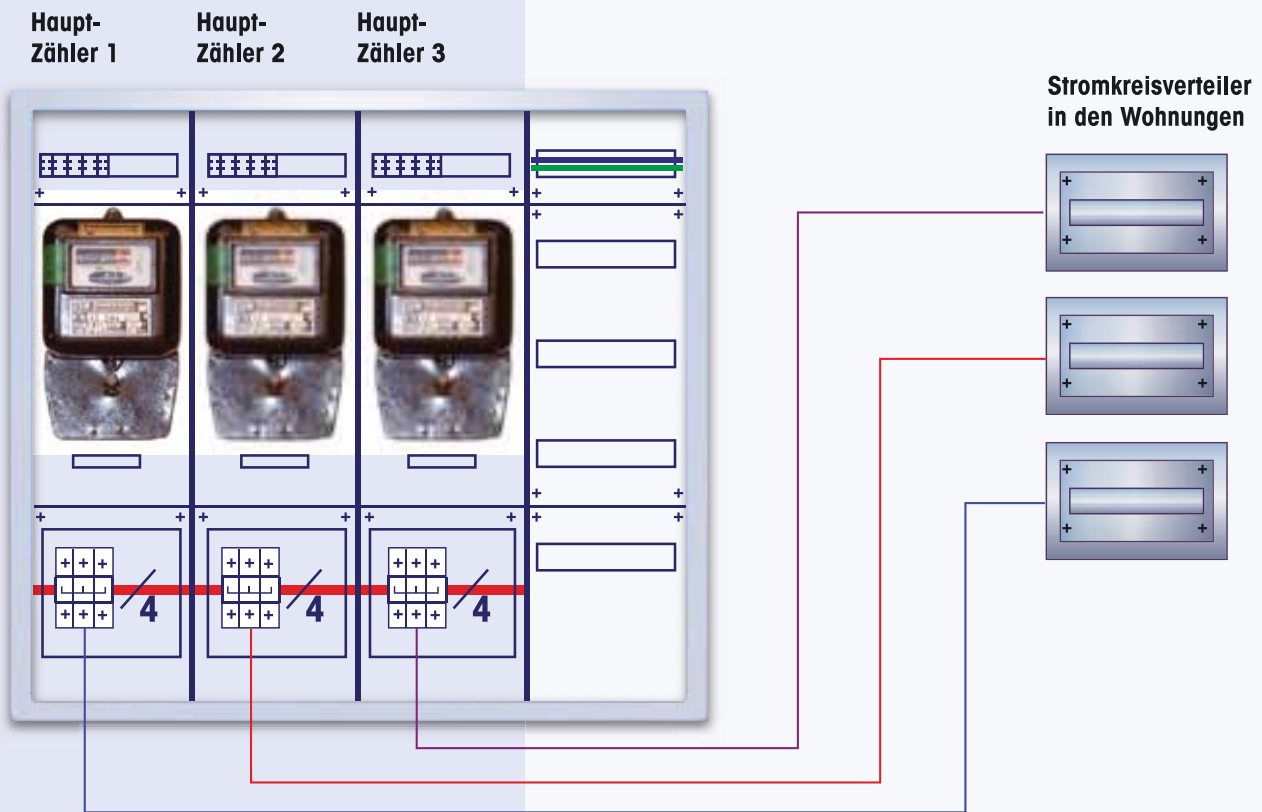 Haupt-
Zähler 1
Haupt-
Zähler 2
Haupt-
Zähler 3
Stromkreisverteiler
in den Wohnungen
4
4
4